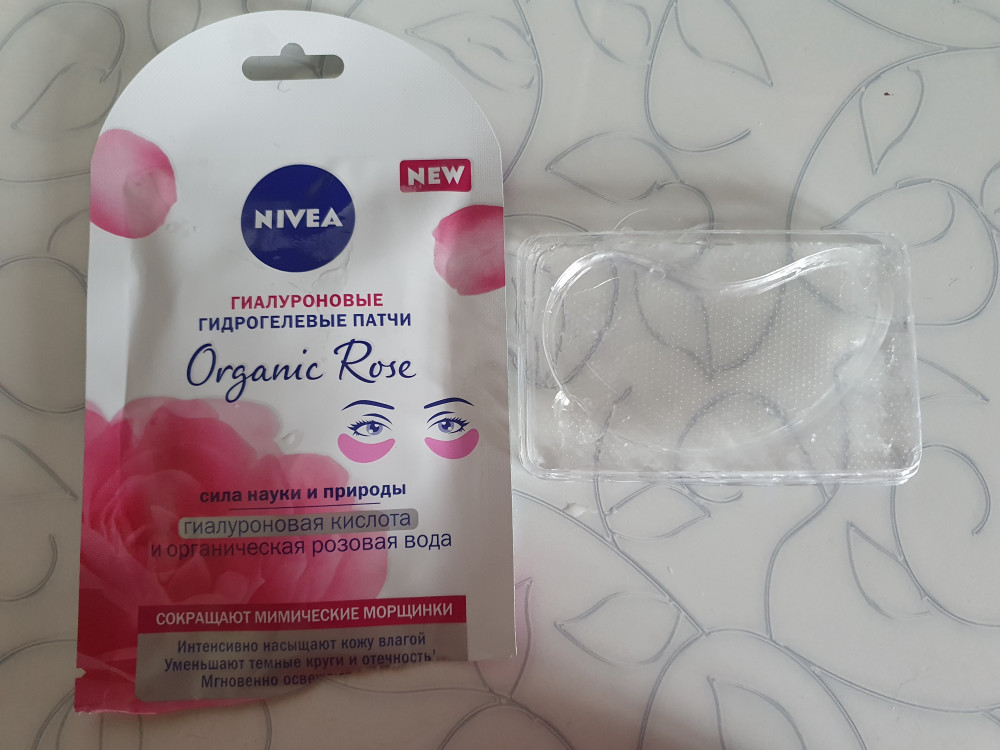 NEW
NIVEA
ГИАЛУРОНОВЫЕ
ГИДРОГЕЛЕВЫЕ ПАТЧИ
Organic Rose
сила науки и природы
гиалуроновая кислота
и органическая розовая вода
СОКРАЩАЮТ МИМИЧЕСКИЕ МОРЩИНКИ
Интенсивно насыщают кожу влагой
Уменьшают темные круги и отечность
Мгновенно